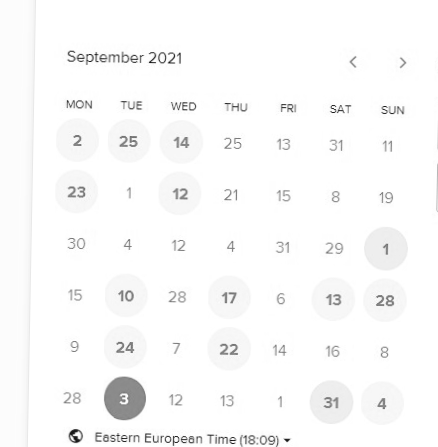 September 2021
MON TUE WED THU FRI SAT SUN
2 25 14 25 13 31 11
23 1 12 21 15 8 19
30 4 12 4 31 29 1
15 10 28 17 6 13 28
9 24 7 22 14 16 8
28 3 12 13 1 31 4
Eastern European Time (18:09)